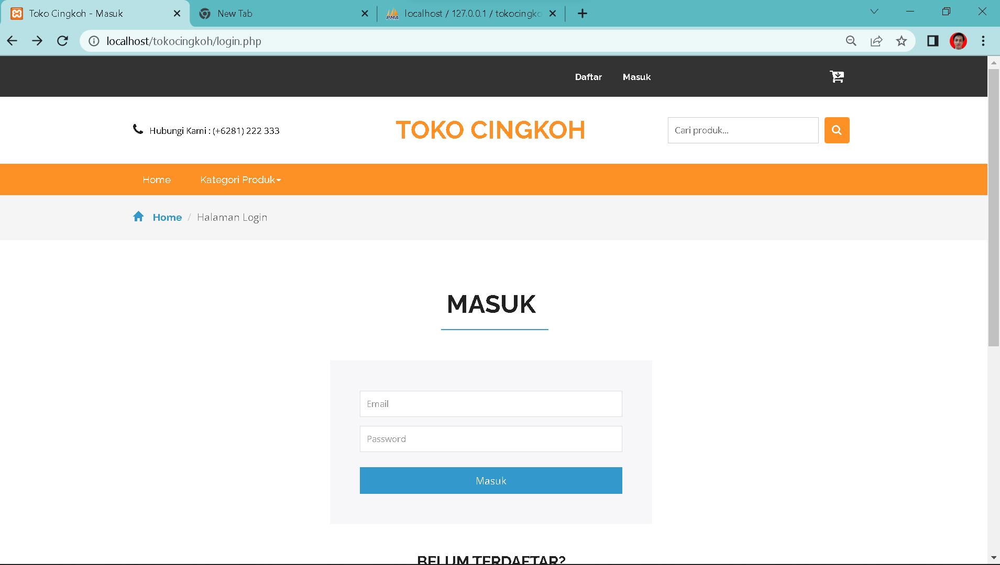 Toko Cingkoh - Masuk
New Tab
localhost / 127.0.0.1 / tokocingko
localhost/tokocingkoh/login.php
Daftar
Masuk
Hubungi Kami : (+6281) 222 333
TOKO CINGKOH
Cari produk...
Home
Kategori Produk
Home / Halaman Login
MASUK
Email
Password
Masuk
BELUM TERDAFTAR?